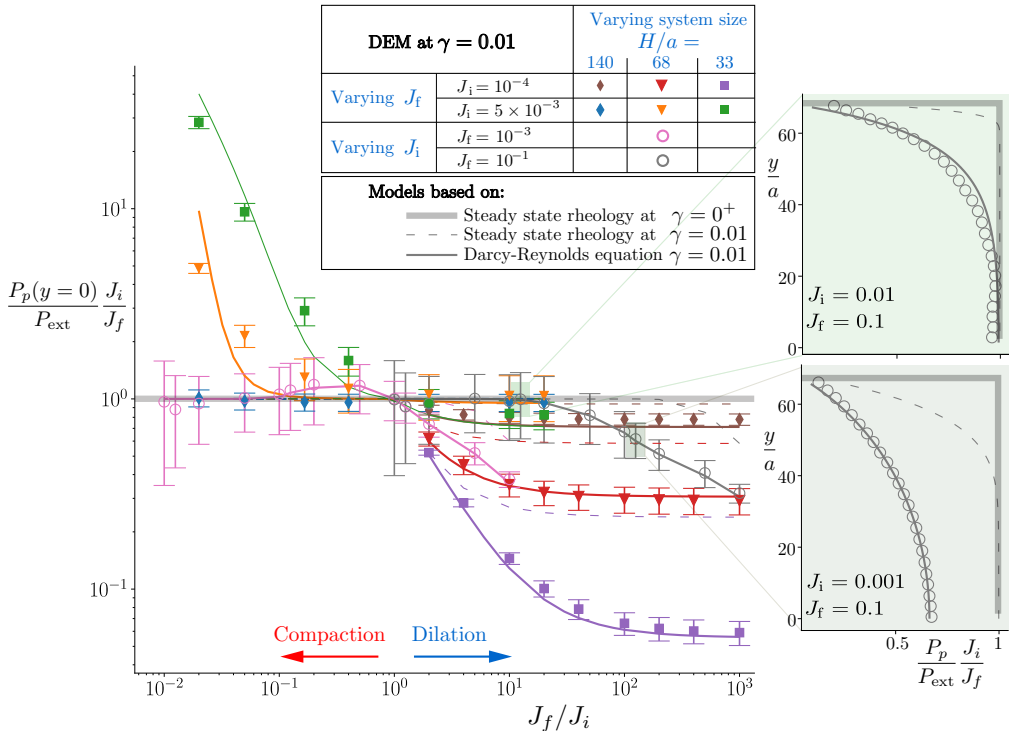 DEM at γ = 0.01
Varying system size
H/a =
140 68 33
Varying J_f
J_i = 10^−4
J_i = 5 × 10^−3
Varying J_i
J_f = 10^−3
J_f = 10^−1
Models based on:
Steady state rheology at γ = 0^+
Steady state rheology at γ = 0.01
Darcy-Reynolds equation γ = 0.01
10^1
10^0
10^−1
P_p(y = 0) / P_ext J_i / J_f
Compaction
Dilation
10^−2 10^−1 10^0 10^1 10^2 10^3
J_f/J_i
60
40
20
0
y/a
J_i = 0.01
J_f = 0.1
60
40
20
0
y/a
J_i = 0.001
J_f = 0.1
0.5 1
P_p / P_ext J_i / J_f